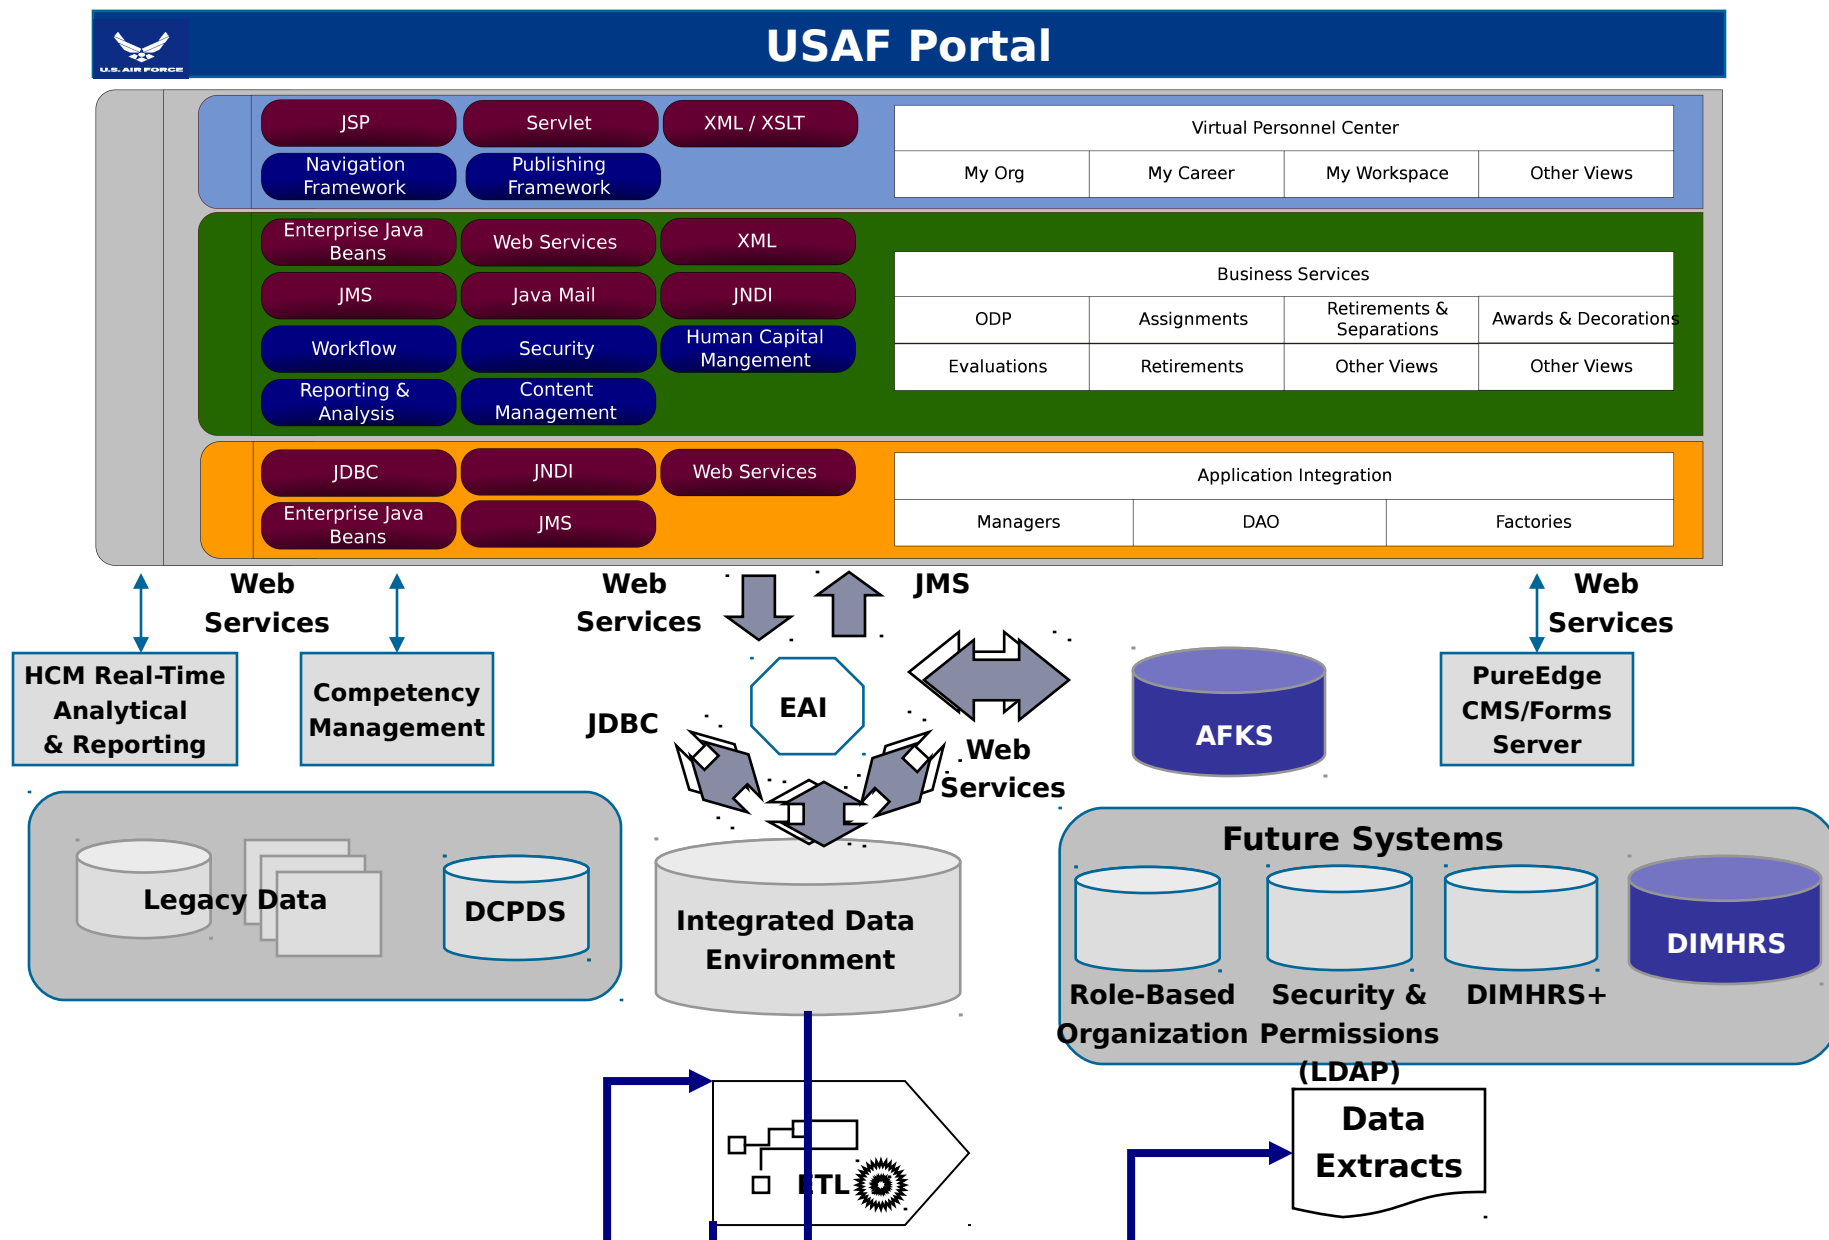 USAF Portal
U.S. AIR FORCE
JSP
Servlet
XML / XSLT
Navigation
Framework
Publishing
Framework
Virtual Personnel Center
My Org
My Career
My Workspace
Other Views
Enterprise Java
Beans
Web Services
XML
JMS
Java Mail
JNDI
Workflow
Security
Human Capital
Mangement
Reporting &
Analysis
Content
Management
Business Services
ODP
Assignments
Retirements &
Separations
Awards & Decorations
Evaluations
Retirements
Other Views
Other Views
JDBC
JNDI
Web Services
Enterprise Java
Beans
JMS
Application Integration
Managers
DAO
Factories
Web
Services
Web
Services
JMS
Web
Services
HCM Real-Time
Analytical
& Reporting
Competency
Management
JDBC
EAI
Web
Services
AFKS
PureEdge
CMS/Forms
Server
Legacy Data
DCPDS
Integrated Data
Environment
Future Systems
Role-Based
Organization
Security &
Permissions
(LDAP)
DIMHRS+
DIMHRS
ETL
Data
Extracts